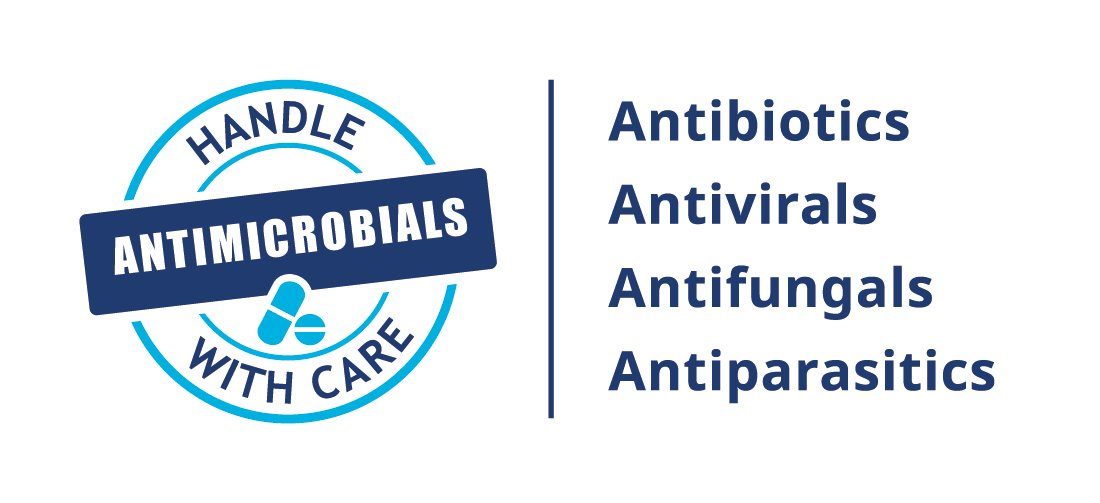 HANDLE
ANTIMICROBIALS
WITH CARE
Antibiotics
Antivirals
Antifungals
Antiparasitics